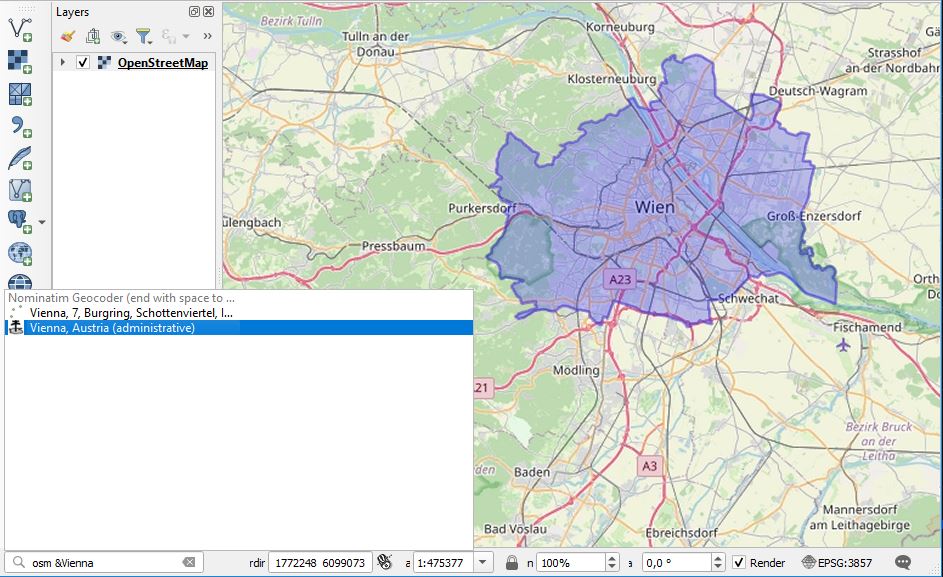 Layers
OpenStreetMap
Bezirk Tulln
Korneuburg
Tulln an der
Donau
Strasshof
an der Nordbahn
Klosterneuburg
Deutsch-Wagram
Purkersdorf
Wien
Groß-Enzersdorf
Pressbaum
A23
Schwechat
Fischamend
Nominatim Geocoder (end with space to ...
Vienna, 7, Burgring, Schottenviertel, I...
Vienna, Austria (administrative)
Mödling
21
Bezirk Bruck
an der
Leitha
Baden
A3
Mannersdorf
am Leithagebirge
Bad Vöslau
Ebreichsdorf
osm &Vienna
rdir 1772248 6099073 1:475377 n 100% 0,0 ° Render EPSG:3857